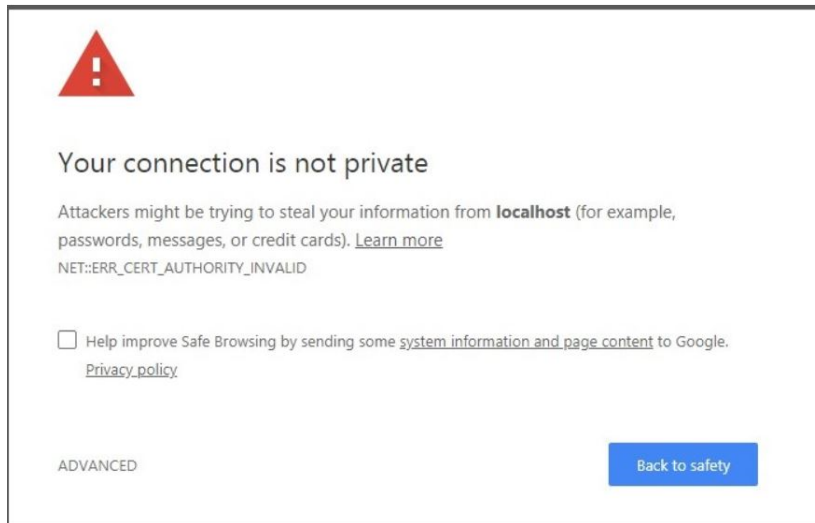 Your connection is not private
Attackers might be trying to steal your information from localhost (for example,
passwords, messages, or credit cards). Learn more
NET::ERR_CERT_AUTHORITY_INVALID
Help improve Safe Browsing by sending some system information and page content to Google.
Privacy policy
ADVANCED
Back to safety